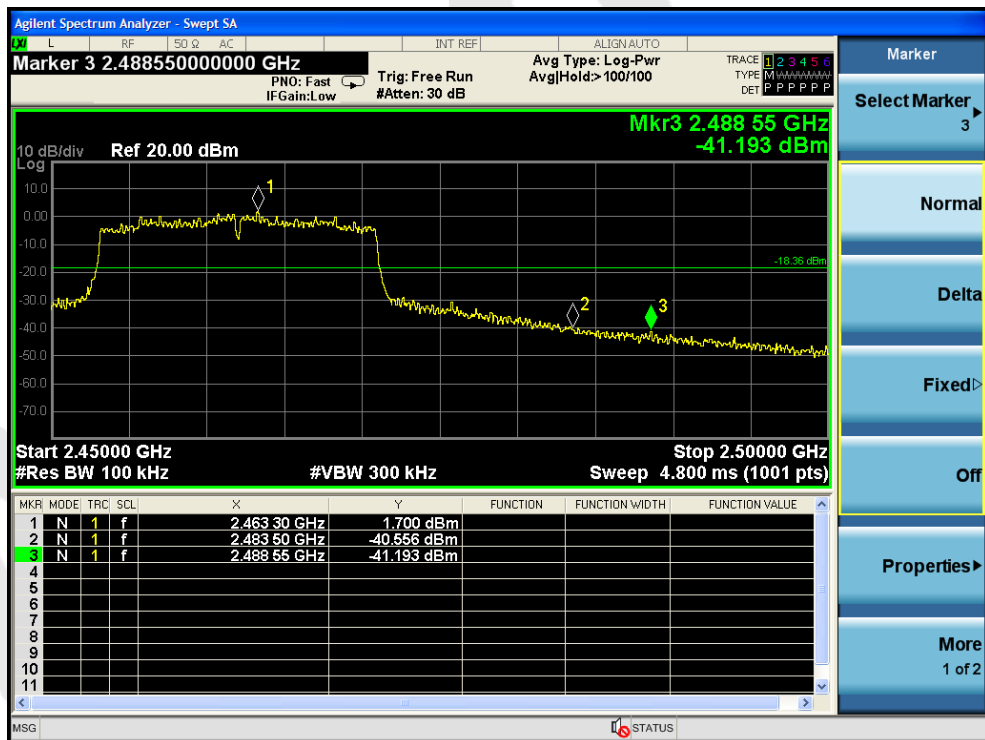 Agilent Spectrum Analyzer - Swept SA
LXI L RF 50 Ω AC INT REF ALIGNAUTO
Marker 3 2.488550000000 GHz
PNO: Fast
IFGain:Low
Trig: Free Run
#Atten: 30 dB
Avg Type: Log-Pwr
Avg|Hold:>100/100
TRACE 1 2 3 4 5 6
TYPE M W W W W W
DET P P P P P P
Mkr3 2.488 55 GHz
-41.193 dBm
10 dB/div Ref 20.00 dBm
Log
10.0
0.00
-10.0
-20.0
-30.0
-40.0
-50.0
-60.0
-70.0
1
2
3
-18.36 dBm
Start 2.45000 GHz Stop 2.50000 GHz
#Res BW 100 kHz #VBW 300 kHz Sweep 4.800 ms (1001 pts)
MKR MODE TRC SCL X Y FUNCTION FUNCTION WIDTH FUNCTION VALUE
1 N 1 f 2.463 30 GHz 1.700 dBm
2 N 1 f 2.483 50 GHz -40.556 dBm
3 N 1 f 2.488 55 GHz -41.193 dBm
4
5
6
7
8
9
10
11
MSG STATUS
Marker
Select Marker
3
Normal
Delta
Fixed
Off
Properties
More
1 of 2